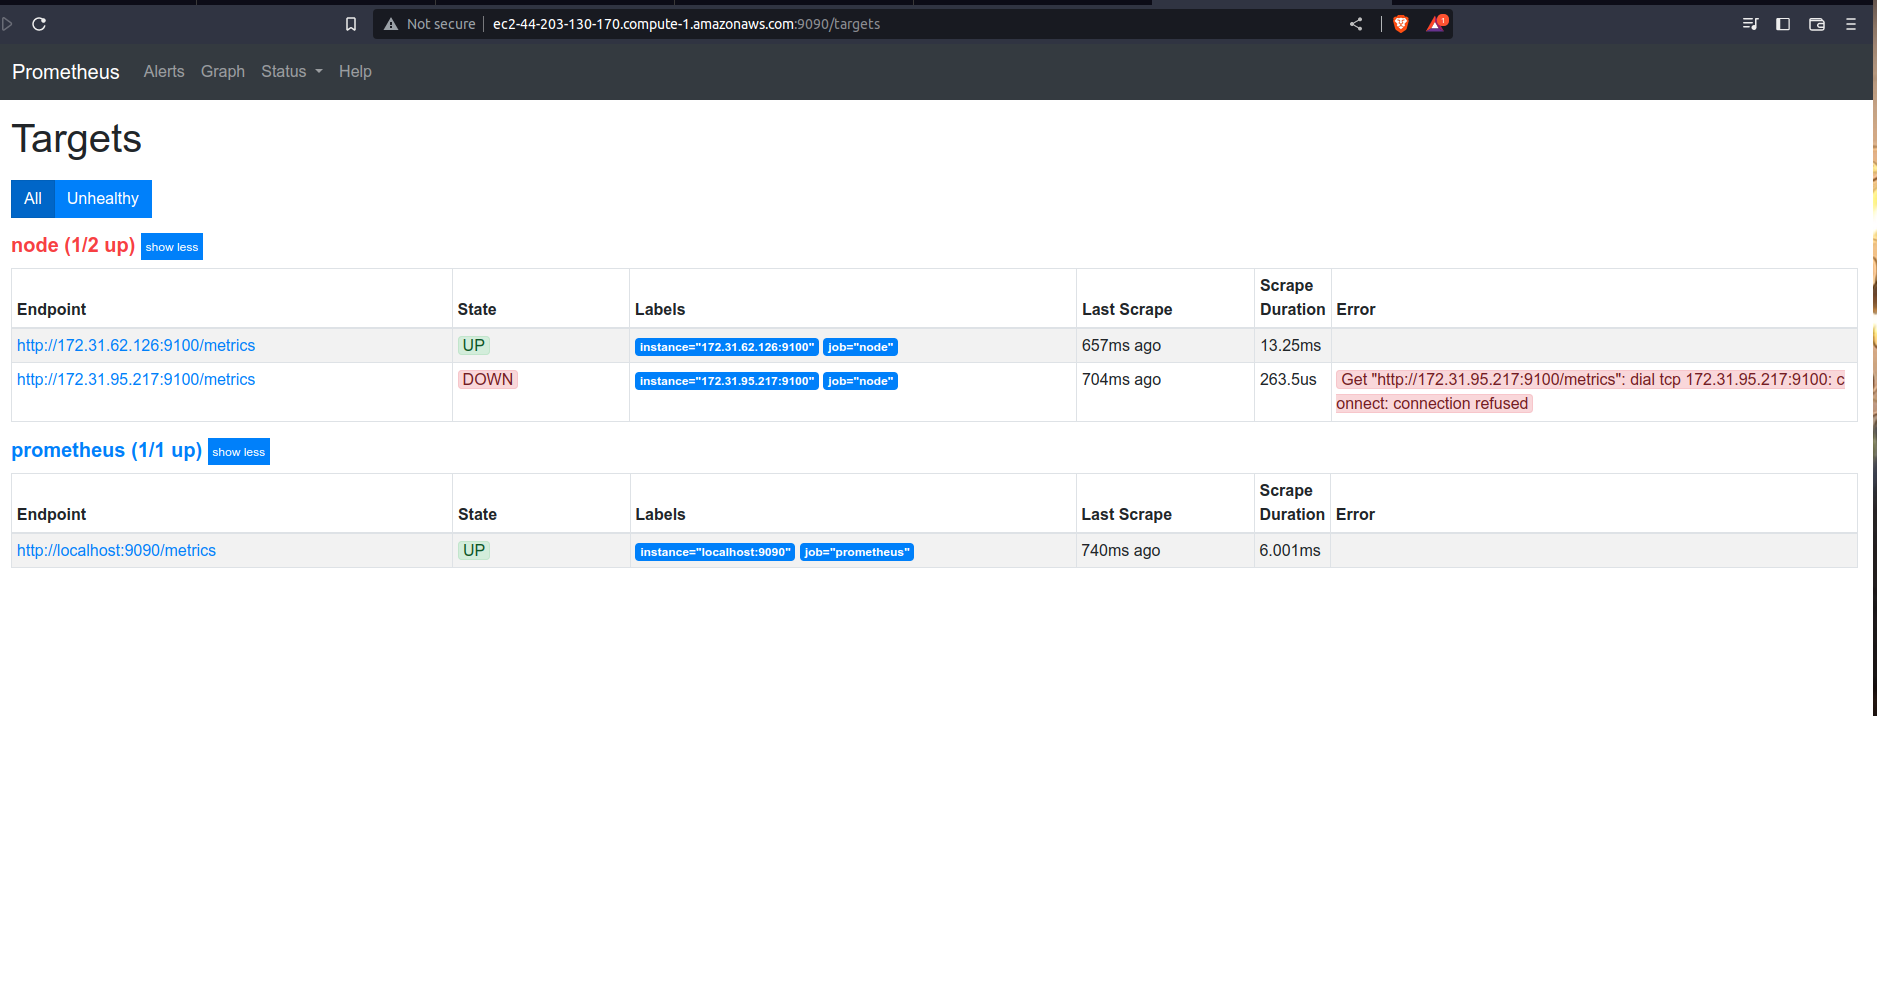 Not secure ec2-44-203-130-170.compute-1.amazonaws.com:9090/targets 1
Prometheus Alerts Graph Status Help
Targets
All Unhealthy
node (1/2 up) show less
Endpoint State Labels Last Scrape Scrape Duration Error
http://172.31.62.126:9100/metrics UP instance="172.31.62.126:9100" job="node" 657ms ago 13.25ms
http://172.31.95.217:9100/metrics DOWN instance="172.31.95.217:9100" job="node" 704ms ago 263.5us Get "http://172.31.95.217:9100/metrics": dial tcp 172.31.95.217:9100: c
onnect: connection refused
prometheus (1/1 up) show less
Endpoint State Labels Last Scrape Scrape Duration Error
http://localhost:9090/metrics UP instance="localhost:9090" job="prometheus" 740ms ago 6.001ms